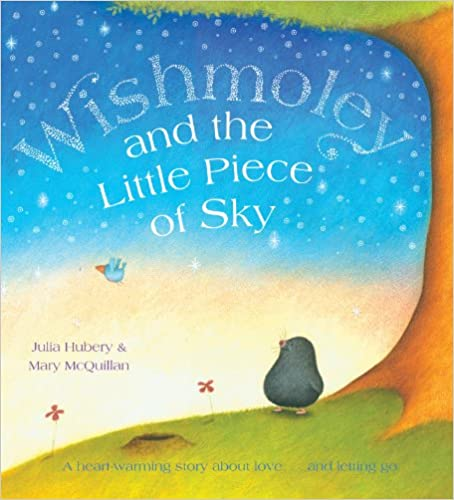 Wishmoley
and the
Little Piece
of Sky
Julia Hubery &
Mary McQuillan
A heart-warming story about love . . . and letting go.